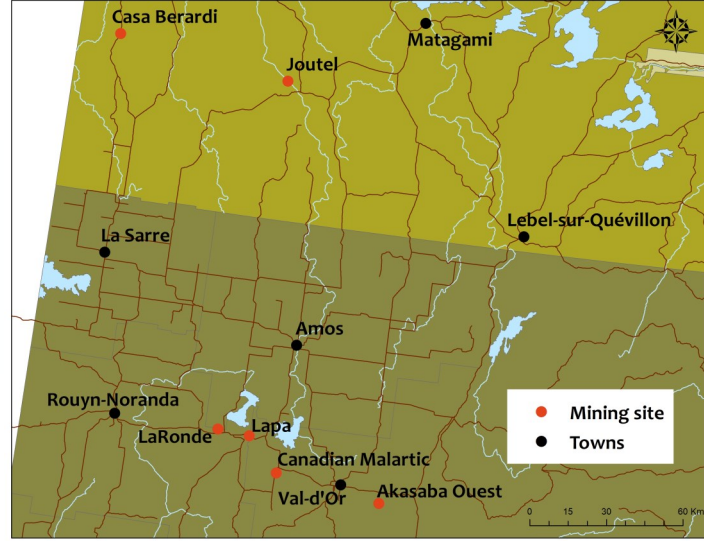 Casa Berardi
Matagami
Joutel
Lebel-sur-Quévillon
La Sarre
Amos
Rouyn-Noranda
LaRonde
Lapa
Canadian Malartic
Val-d'Or
Akasaba Ouest
Mining site
Towns
0 15 30 60 Km